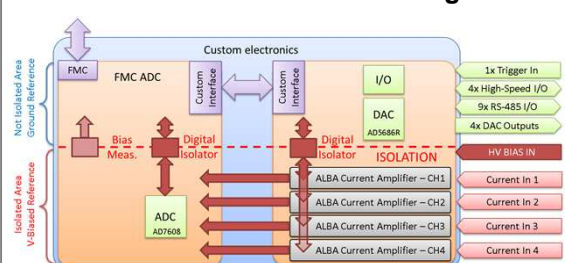 Custom electronics
FMC
FMC ADC
Custom
Interface
Custom
Interface
I/O
DAC
AD5686R
1x Trigger In
4x High-Speed I/O
9x RS-485 I/O
4x DAC Outputs
Not Isolated Area
Ground Reference
Bias
Meas.
Digital
Isolator
Digital
Isolator
ISOLATION
HV BIAS IN
Isolated Area
V-Biased Reference
ADC
AD7608
ALBA Current Amplifier – CH1
ALBA Current Amplifier – CH2
ALBA Current Amplifier – CH3
ALBA Current Amplifier – CH4
Current In 1
Current In 2
Current In 3
Current In 4